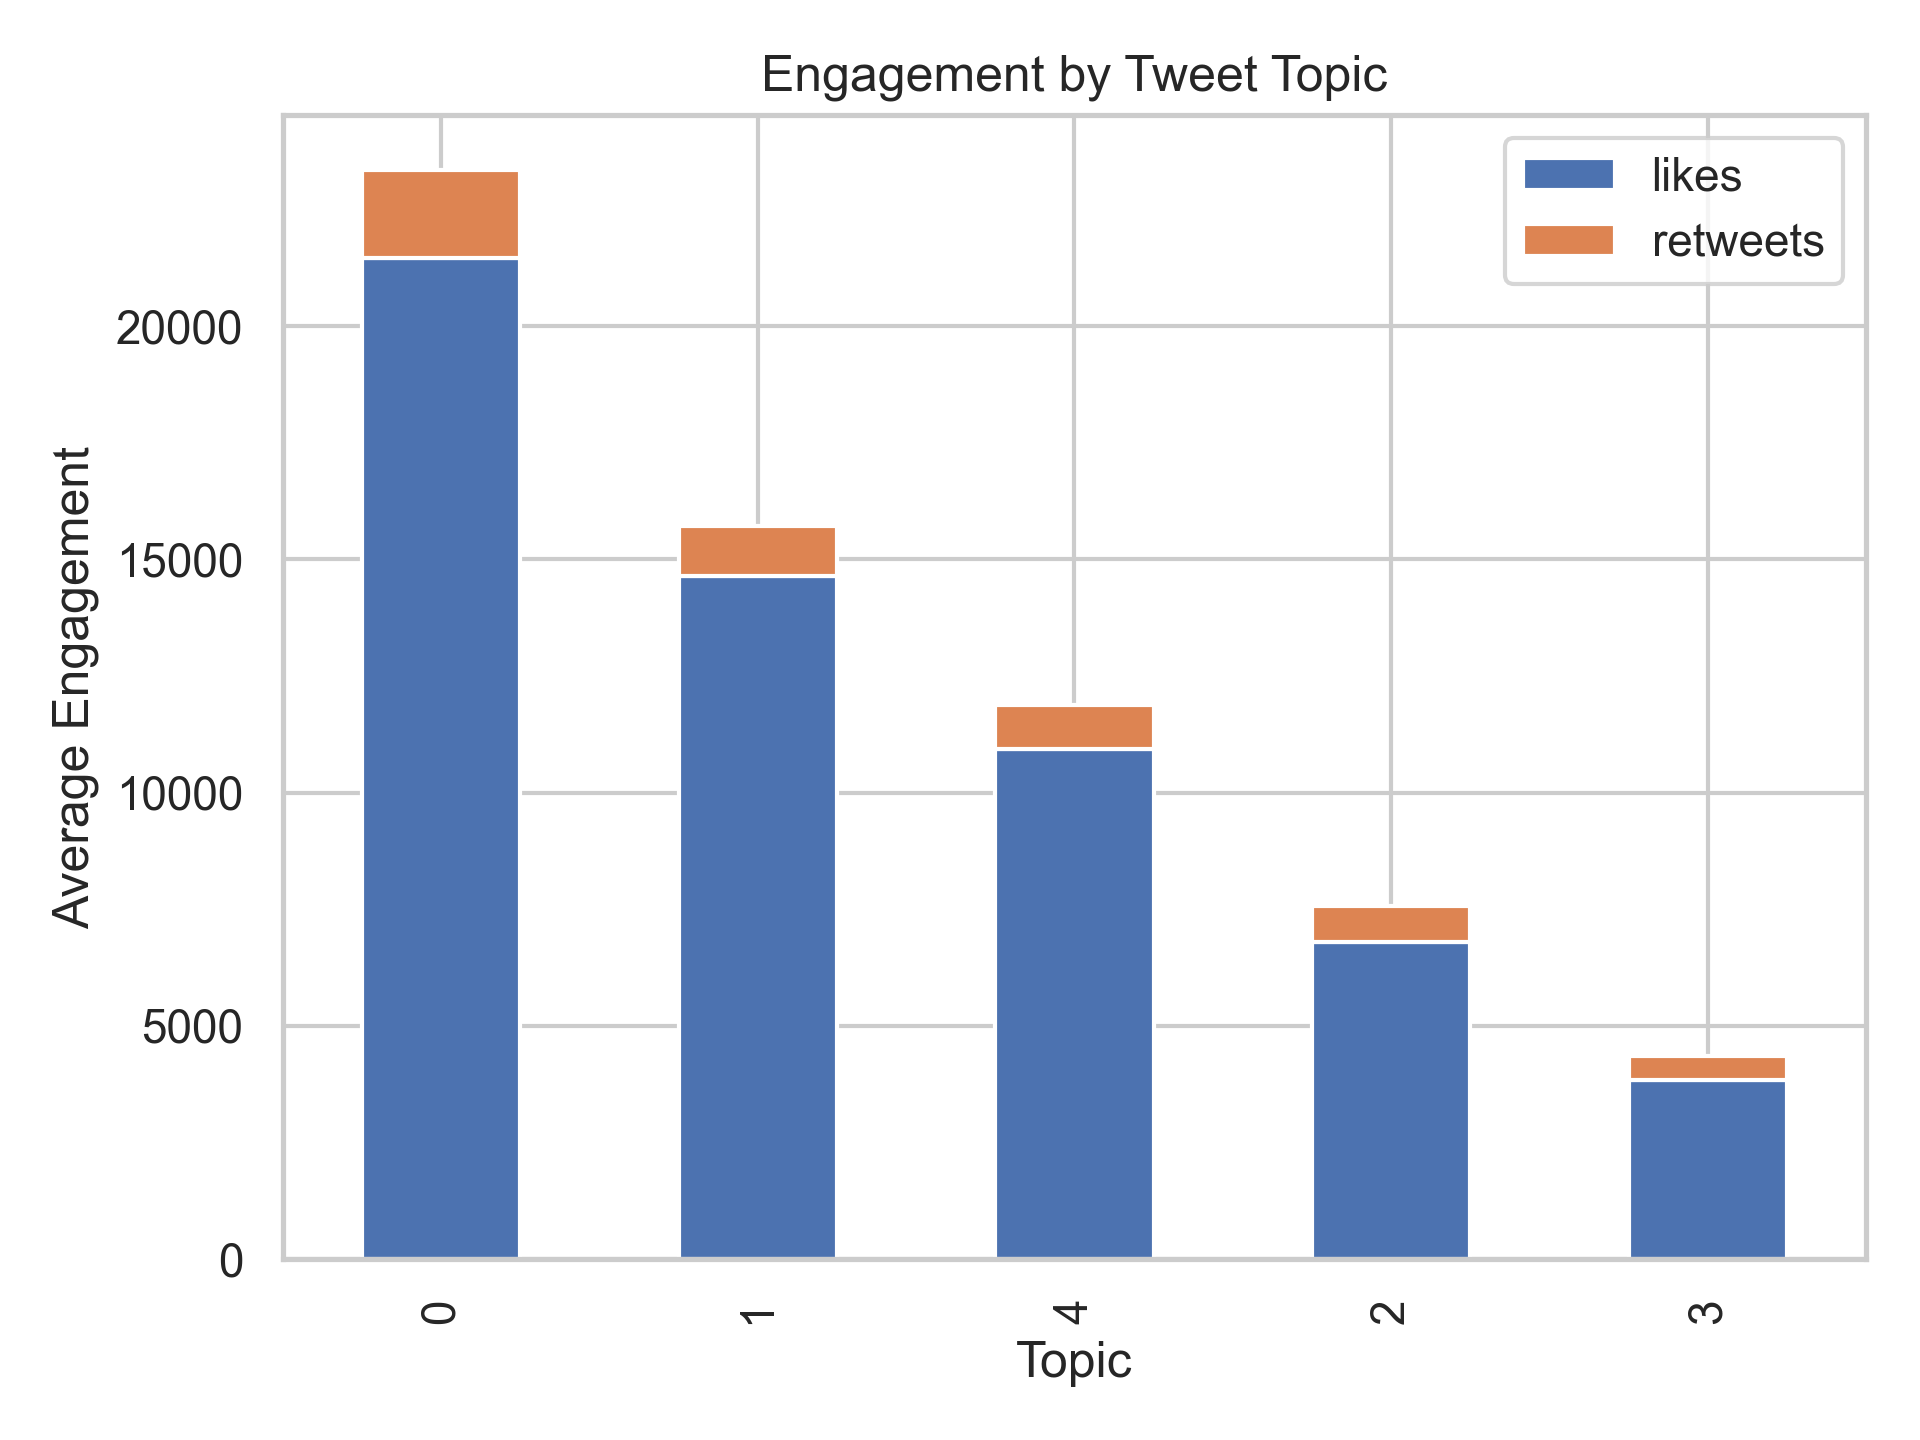 Engagement by Tweet Topic
likes
retweets
Average Engagement
20000
15000
10000
5000
0
0
1
4
2
3
Topic